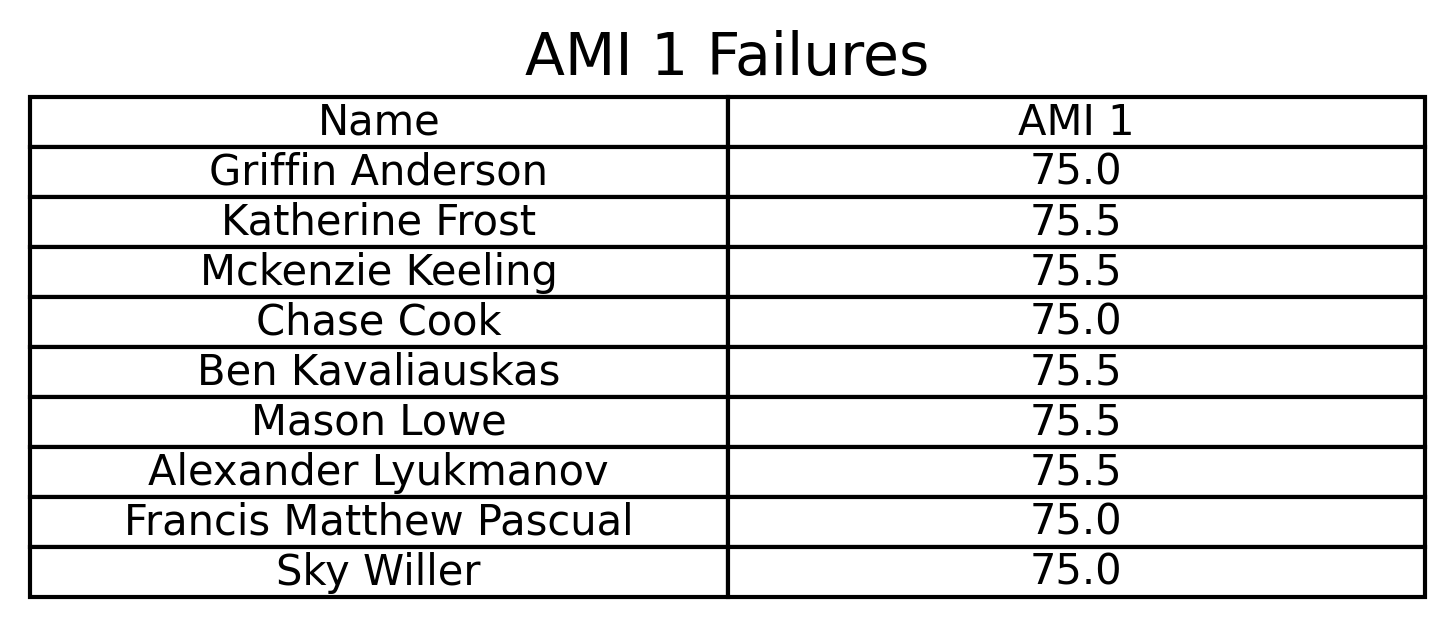 AMI 1 Failures
Name AMI 1
Griffin Anderson 75.0
Katherine Frost 75.5
Mckenzie Keeling 75.5
Chase Cook 75.0
Ben Kavaliauskas 75.5
Mason Lowe 75.5
Alexander Lyukmanov 75.5
Francis Matthew Pascual 75.0
Sky Willer 75.0